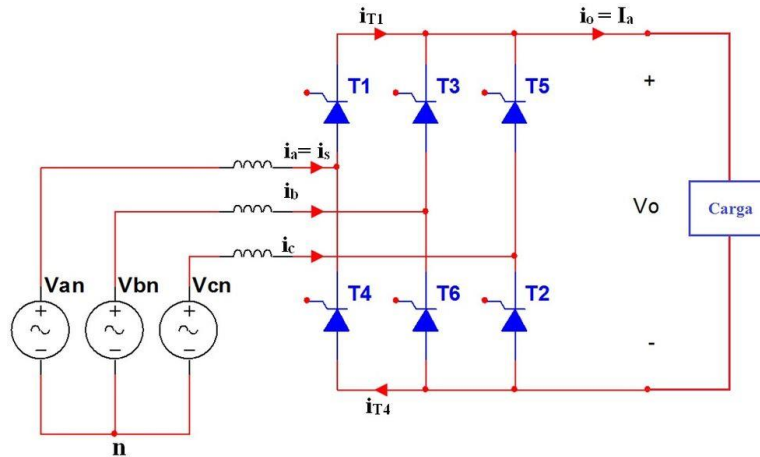 iT1
io = Ia
T1
T3
T5
+
ia= is
ib
Vo
Carga
ic
Van
Vbn
Vcn
T4
T6
T2
+
+
+
-
iT4
n